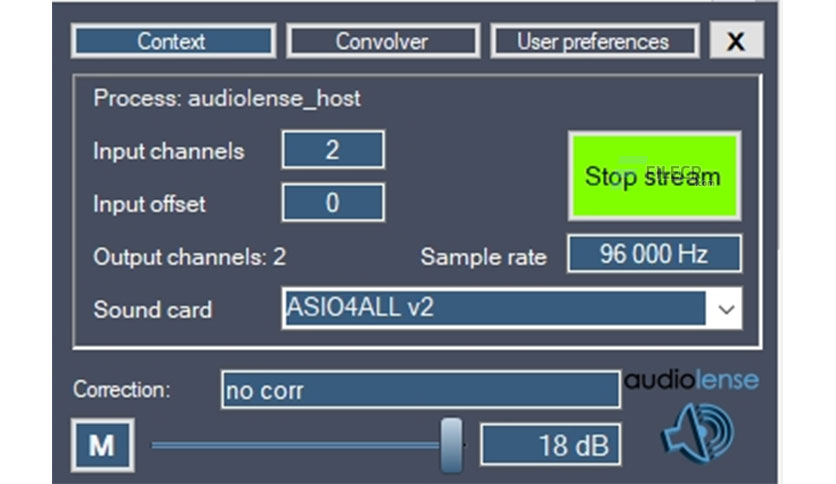 Context Convolver User preferences X
Process: audiolense_host
Input channels 2
Stop stream
Input offset 0
Output channels: 2 Sample rate 96 000 Hz
Sound card ASIO4ALL v2
Correction: no corr
audiolense
M 18 dB